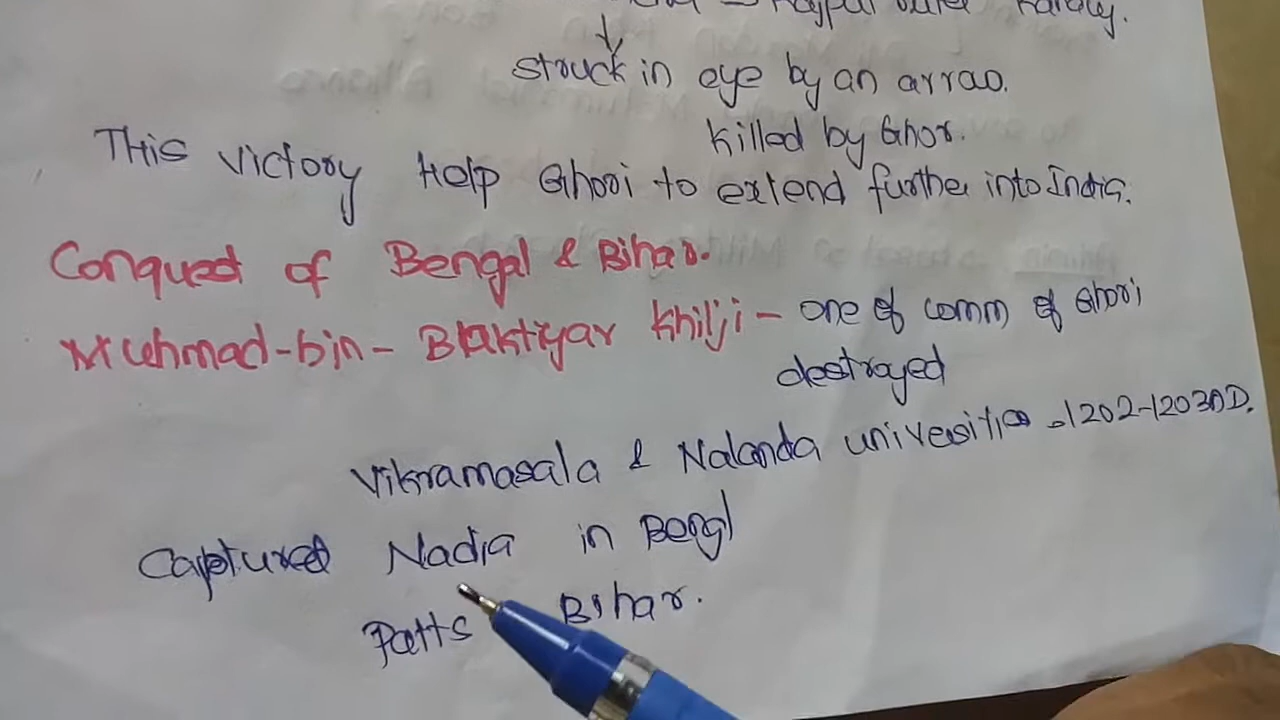 struck in eye by an arrao.
killed by Ghor.
This victory Help Ghori to extend further into India.
Conquest of Bengal & Bihar.
Muhmad-bin- Bhaktiyar Khilji - one of comm of Ghori
destroyed
Vikramasala & Nalanda universities 1202-1203AD.
Captured Nadia in Bengl
Patts Bihar.